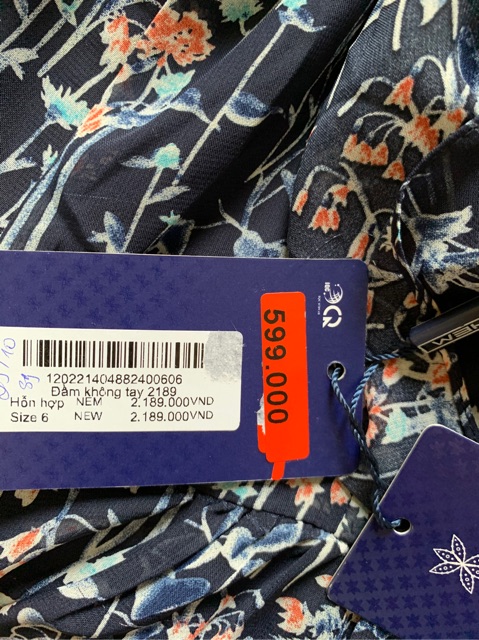 120221404882400606
Đầm không tay 2189
Hỗn hợp NEM 2.189.000VND
Size 6 NEW 2.189.000VND
599.000
NEM